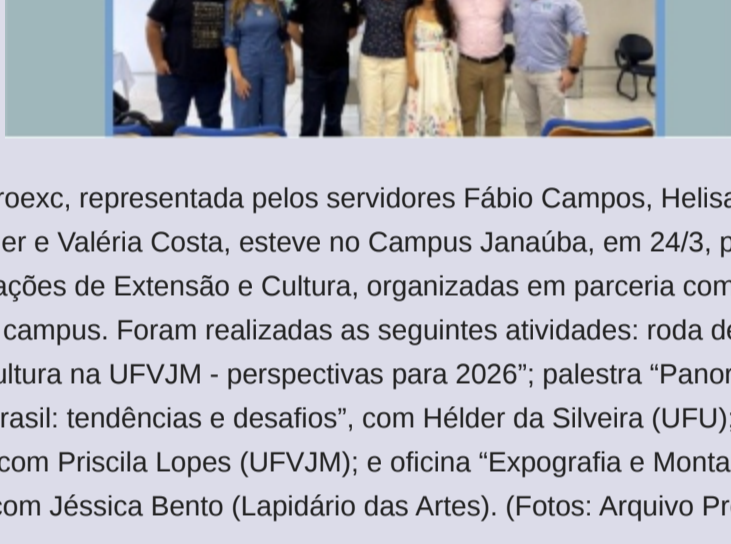 roexc, representada pelos servidores Fábio Campos, Helisa
er e Valéria Costa, esteve no Campus Janaúba, em 24/3, p
ações de Extensão e Cultura, organizadas em parceria com
campus. Foram realizadas as seguintes atividades: roda de
ultura na UFVJM - perspectivas para 2026”; palestra “Panor
rasil: tendências e desafios”, com Hélder da Silveira (UFU);
com Priscila Lopes (UFVJM); e oficina “Expografia e Monta
com Jéssica Bento (Lapidário das Artes). (Fotos: Arquivo Pr